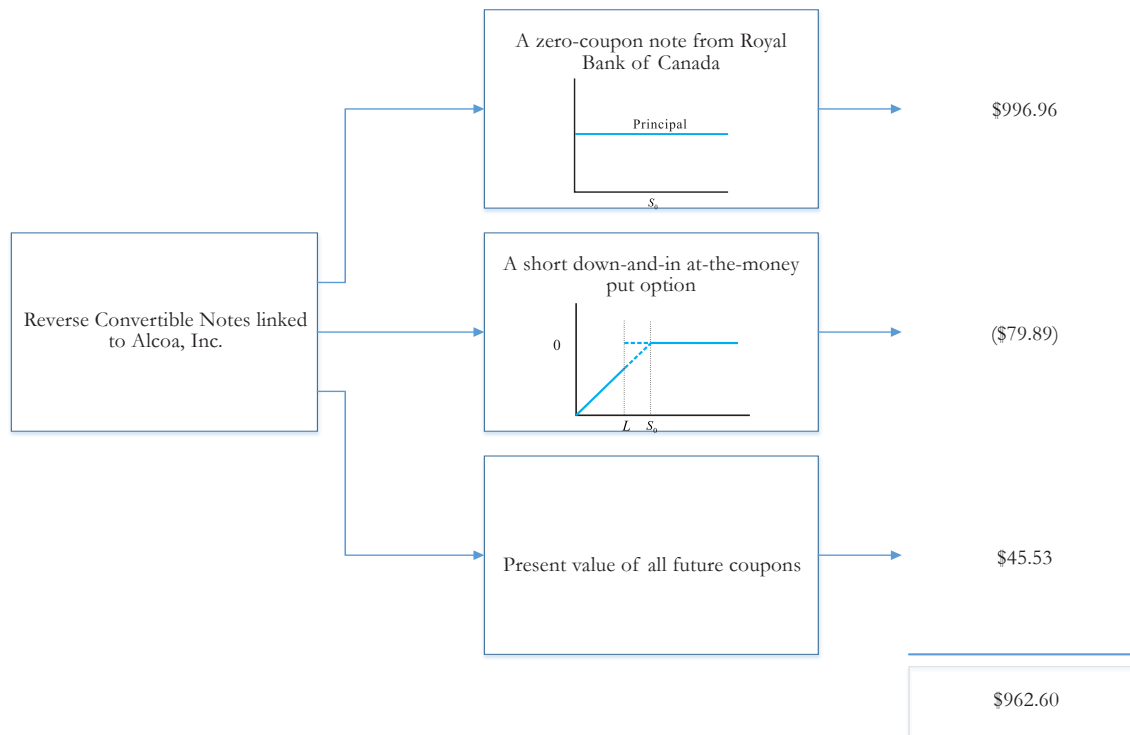 A zero-coupon note from Royal
Bank of Canada
Principal
S₀
$996.96
Reverse Convertible Notes linked
to Alcoa, Inc.
A short down-and-in at-the-money
put option
0
L S₀
($79.89)
Present value of all future coupons
$45.53
$962.60